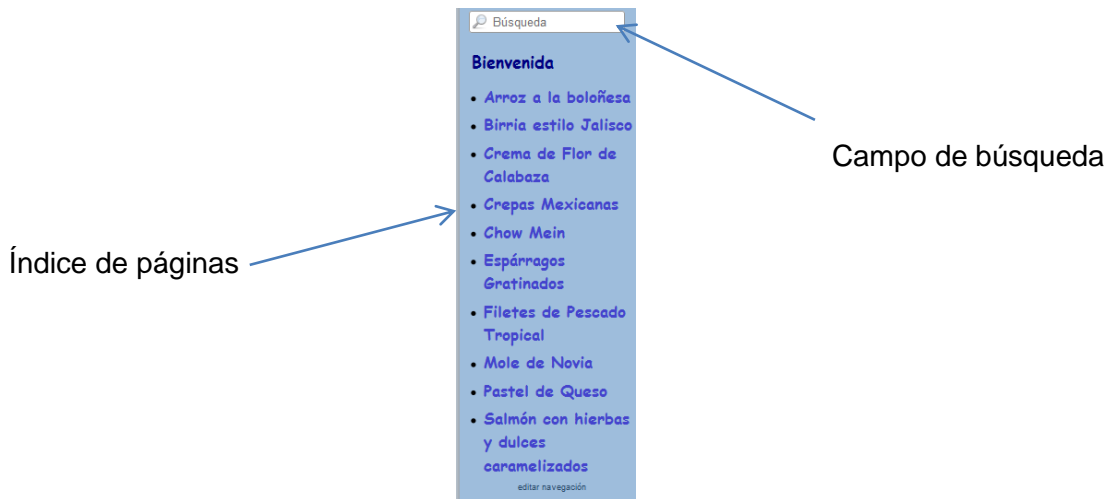 Búsqueda
Bienvenida
Arroz a la boloñesa
Birria estilo Jalisco
Crema de Flor de
Calabaza
Crepas Mexicanas
Chow Mein
Espárragos
Gratinados
Filetes de Pescado
Tropical
Mole de Novia
Pastel de Queso
Salmón con hierbas
y dulces
caramelizados
editar navegación
Campo de búsqueda
Índice de páginas